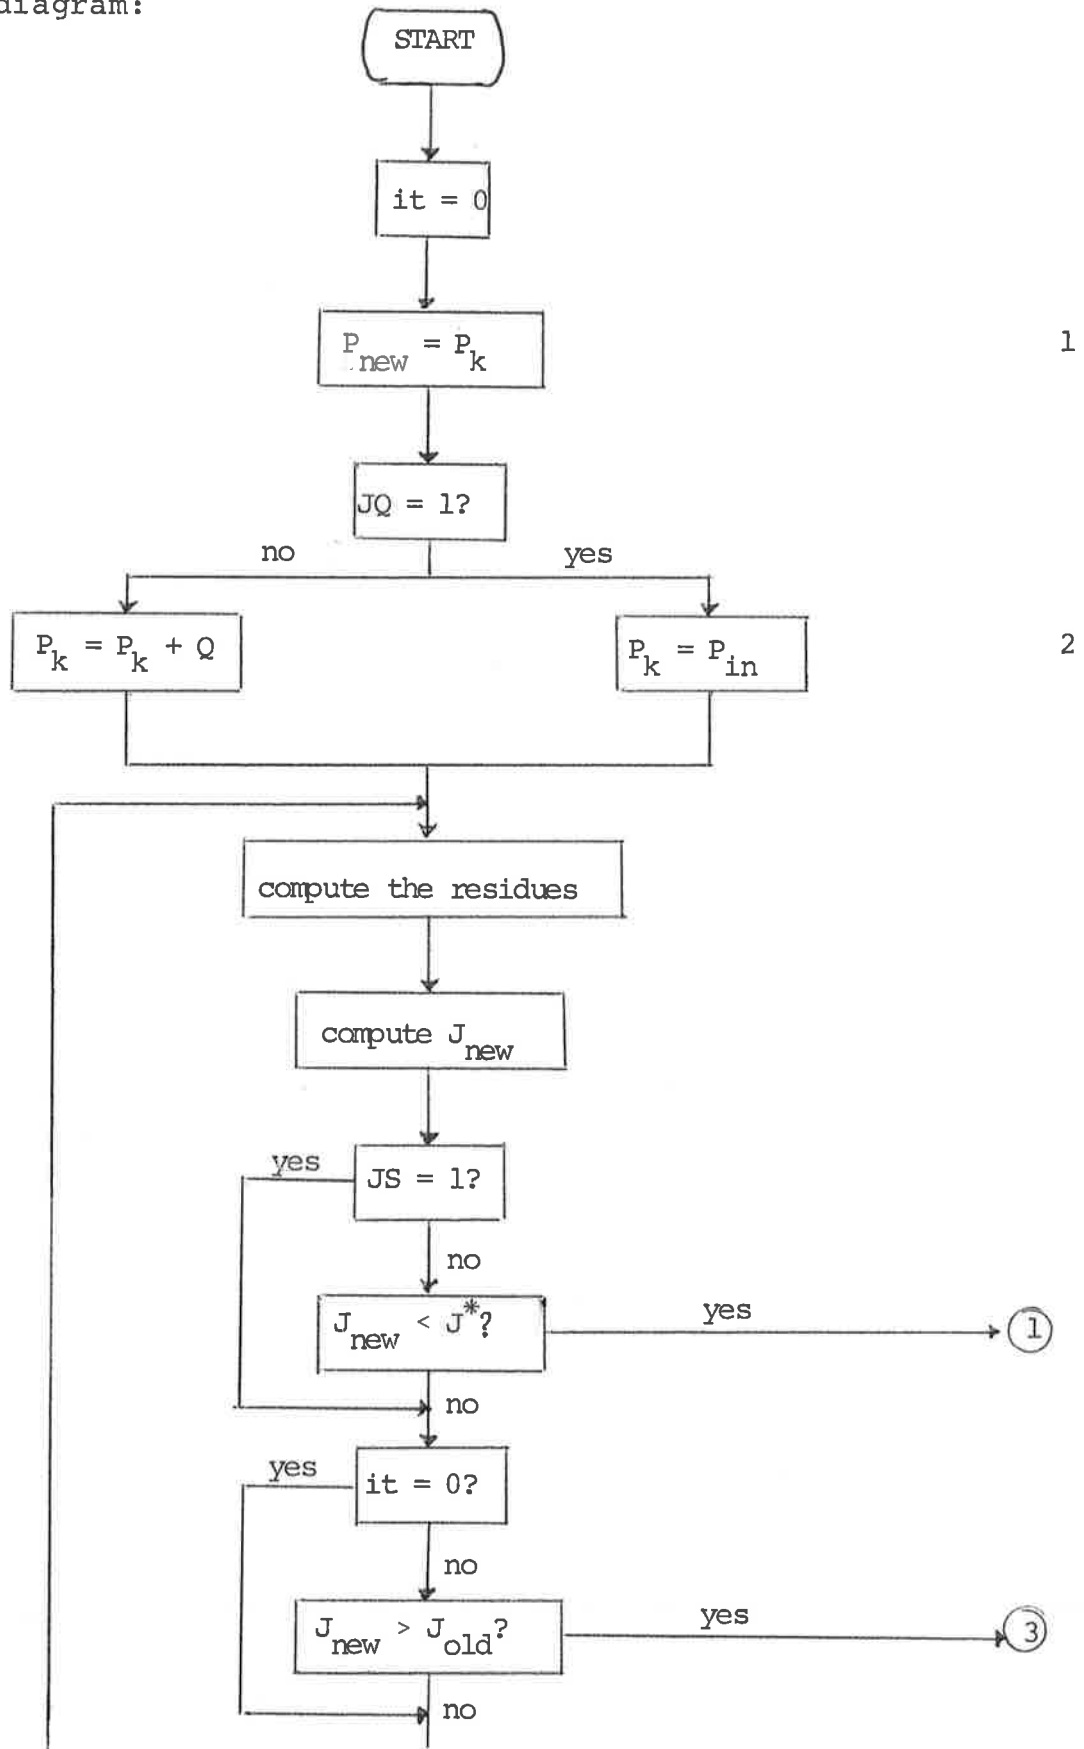 diagram:
START
it = 0
P_new = P_k
1
JQ = 1?
no
yes
P_k = P_k + Q
P_k = P_in
2
compute the residues
compute J_new
yes
JS = 1?
no
J_new < J*?
yes
1
no
yes
it = 0?
no
J_new > J_old?
yes
3
no